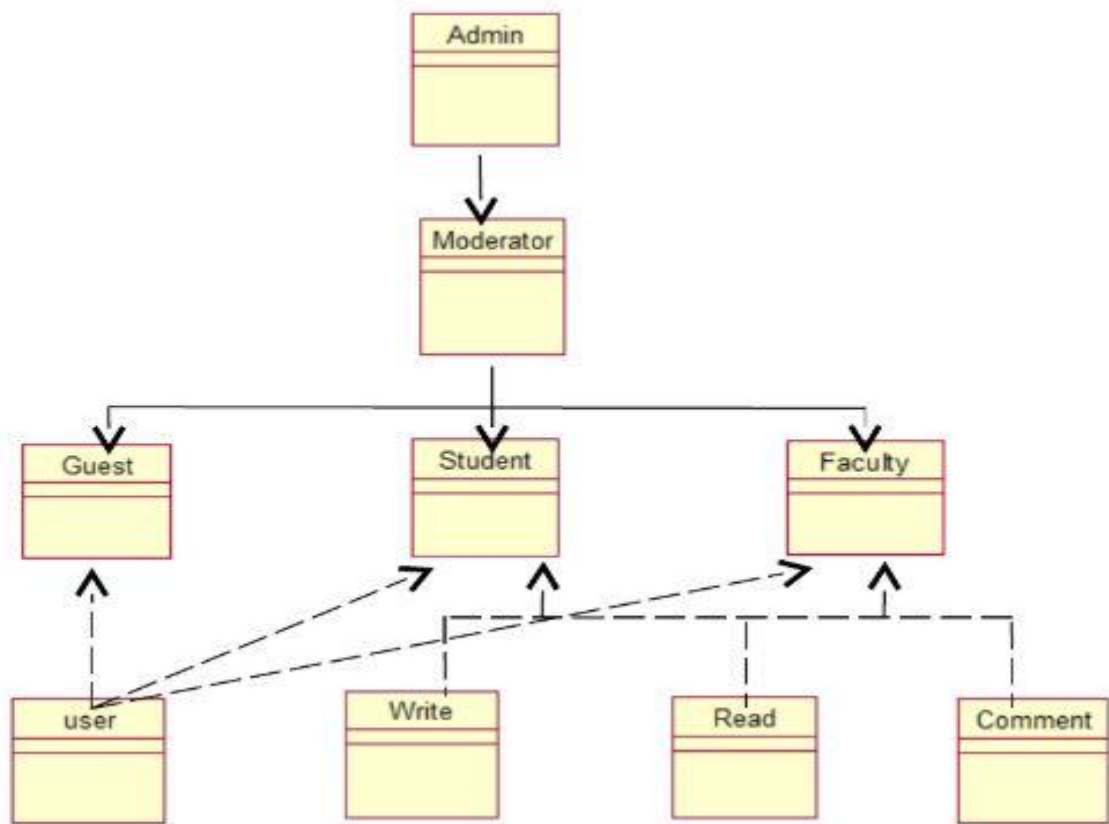 Admin
Moderator
Guest
Student
Faculty
user
Write
Read
Comment